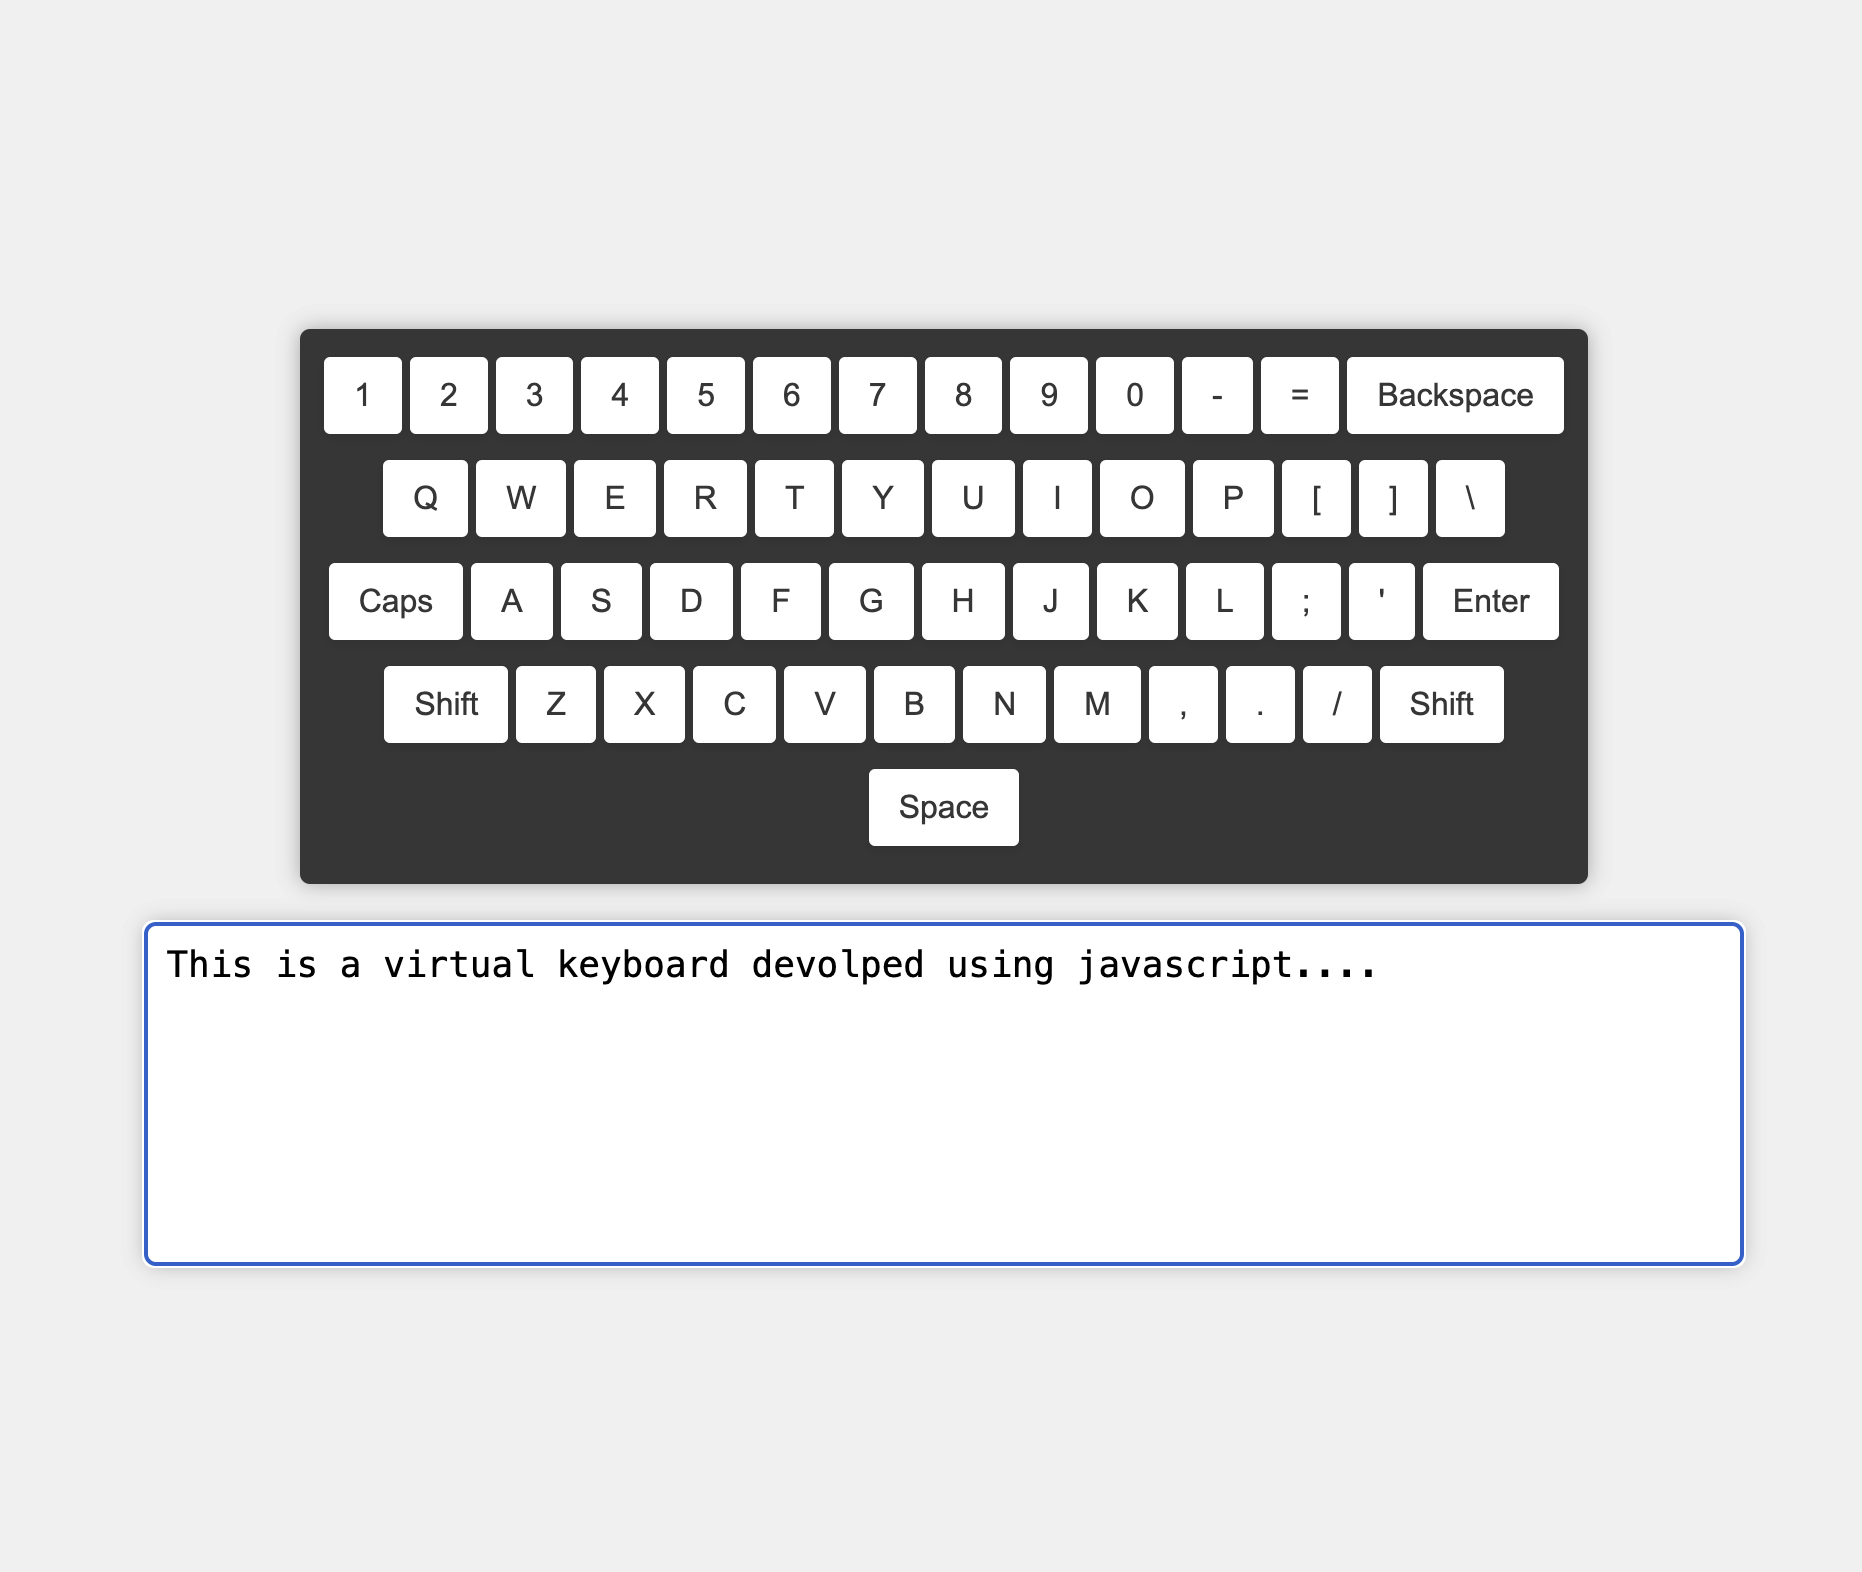 1 2 3 4 5 6 7 8 9 0 - = Backspace
Q W E R T Y U I O P [ ] \
Caps A S D F G H J K L ; ' Enter
Shift Z X C V B N M , . / Shift
Space
This is a virtual keyboard devolped using javascript....